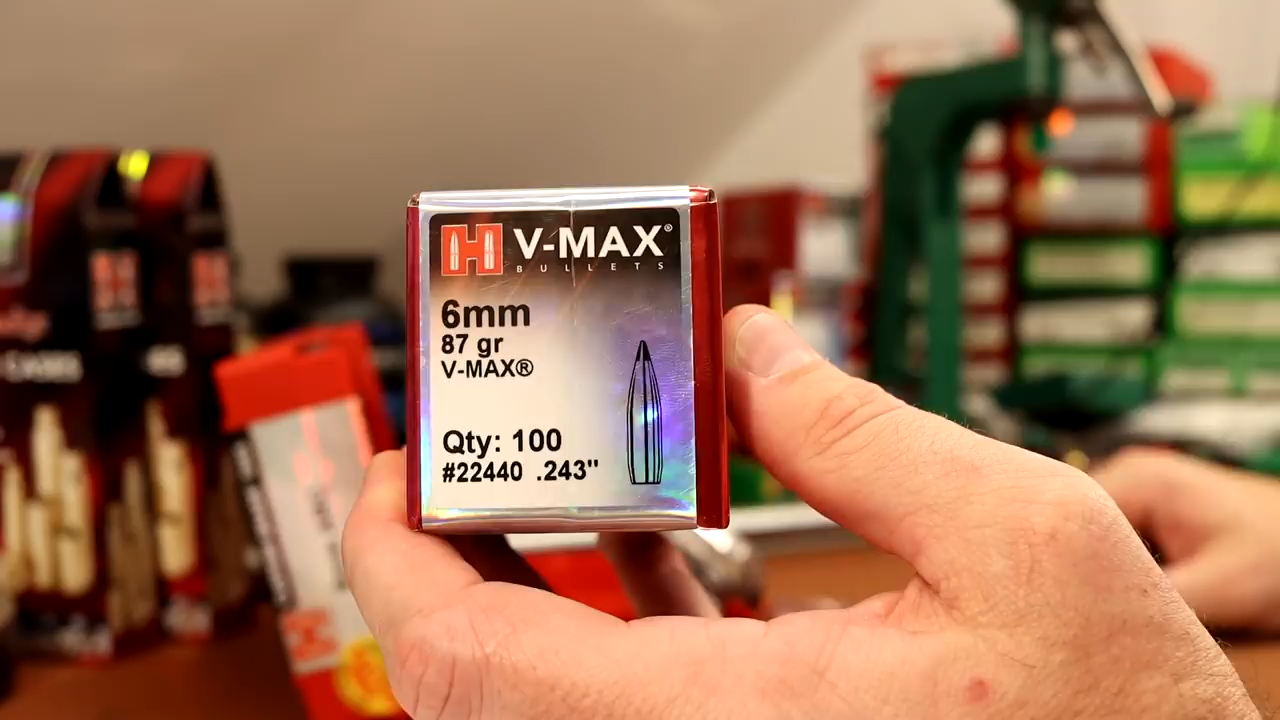 H V-MAX®
BULLETS
6mm
87 gr
V-MAX®
Qty: 100
#22440 .243"